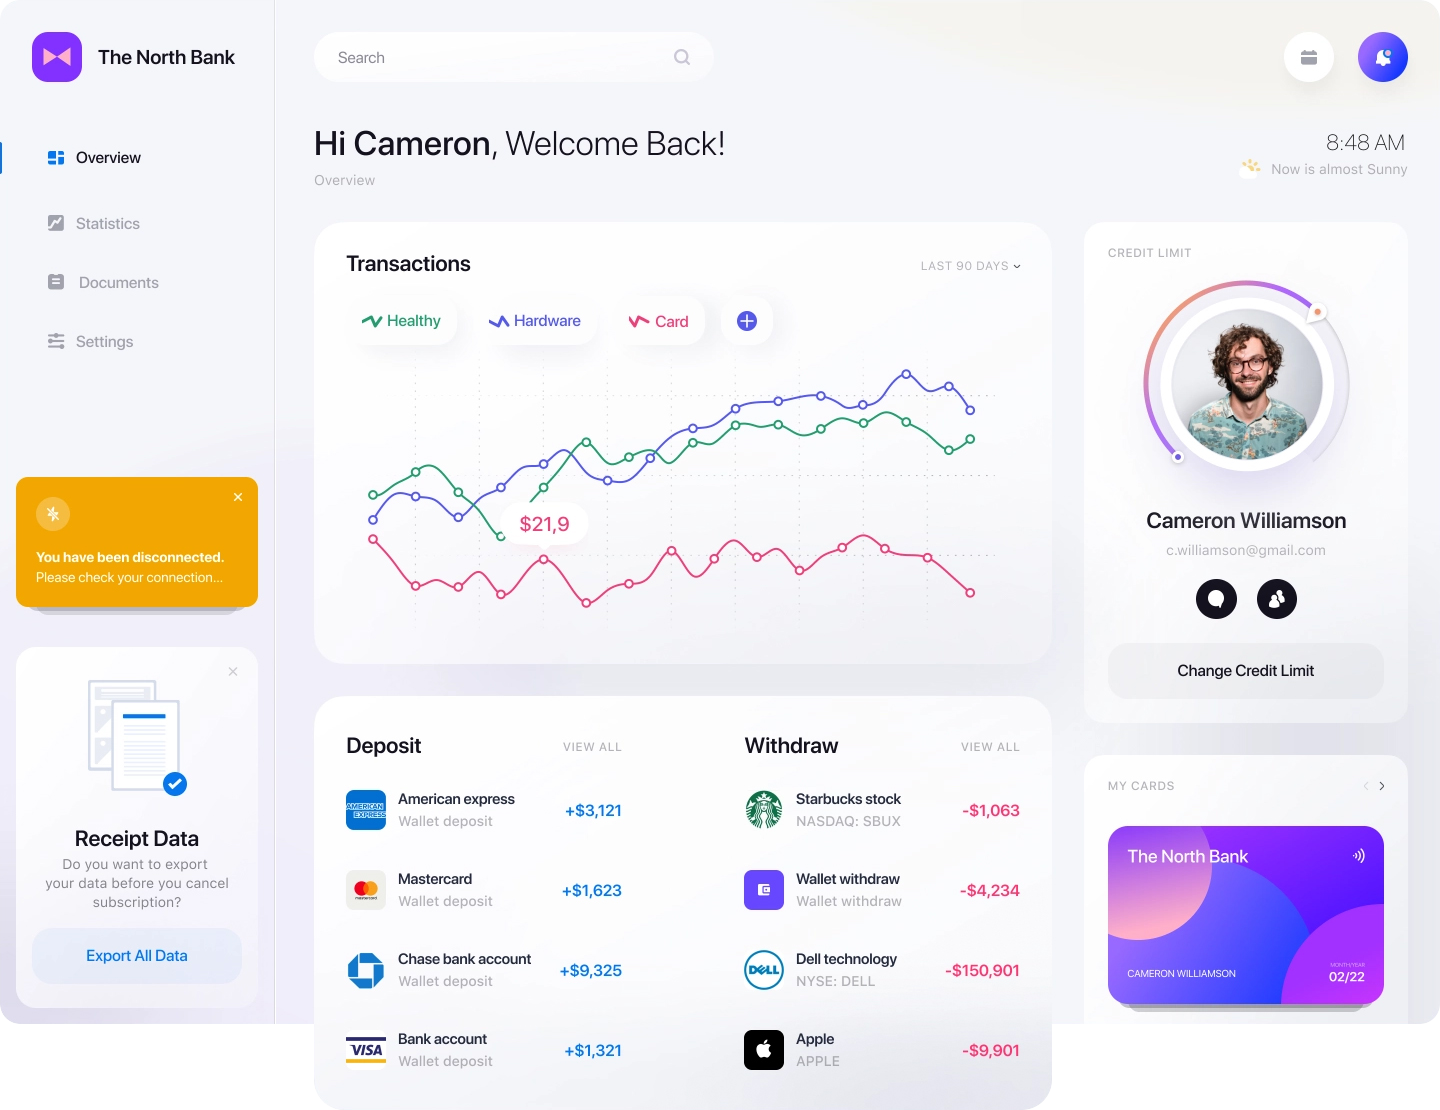 The North Bank
Search
Overview
Statistics
Documents
Settings
You have been disconnected.
Please check your connection...
Receipt Data
Do you want to export
your data before you cancel
subscription?
Export All Data
Hi Cameron, Welcome Back!
Overview
8:48 AM
Now is almost Sunny
Transactions
LAST 90 DAYS
Healthy
Hardware
Card
$21,9
Deposit
VIEW ALL
AMERICAN
EXPRESS
American express
Wallet deposit
+$3,121
mastercard
Mastercard
Wallet deposit
+$1,623
Chase bank account
Wallet deposit
+$9,325
VISA
Bank account
Wallet deposit
+$1,321
Withdraw
VIEW ALL
Starbucks stock
NASDAQ: SBUX
-$1,063
Wallet withdraw
Wallet withdraw
-$4,234
DELL
Dell technology
NYSE: DELL
-$150,901
Apple
APPLE
-$9,901
CREDIT LIMIT
Cameron Williamson
c.williamson@gmail.com
Change Credit Limit
MY CARDS
The North Bank
CAMERON WILLIAMSON
MONTH/YEAR
02/22